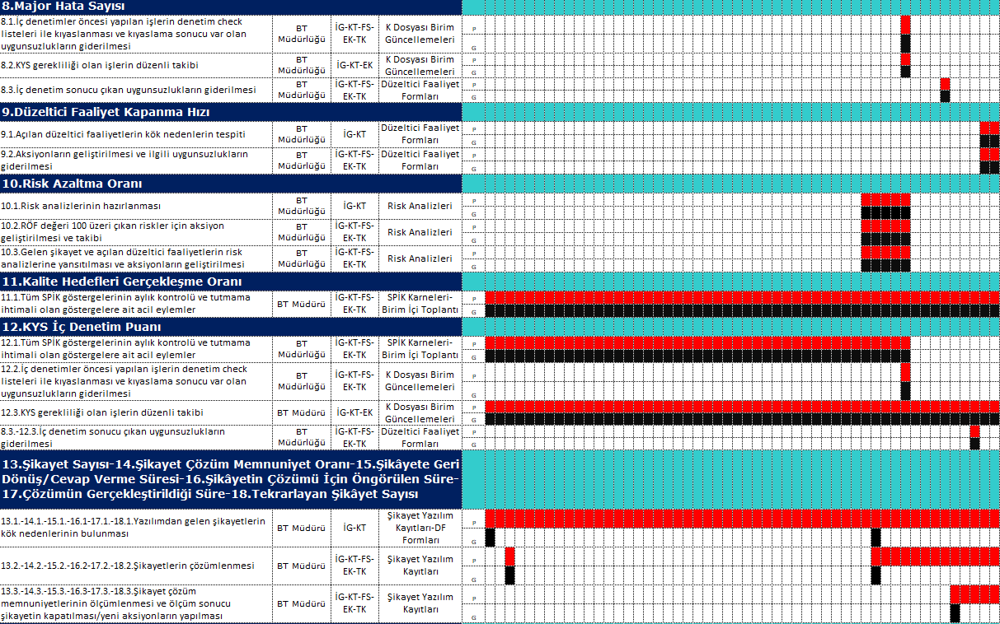 8.Major Hata Sayısı
8.1.İç denetimler öncesi yapılan işlerin denetim check
listeleri ile kıyaslanması ve kıyaslama sonucu var olan
uygunsuzlukların giderilmesi
BT
Müdürlüğü
İG-KT-FS-
EK-TK
K Dosyası Birim
Güncellemeleri
P
G
8.2.KYS gerekliliği olan işlerin düzenli takibi
BT
Müdürlüğü
İG-KT-EK
K Dosyası Birim
Güncellemeleri
P
G
8.3.İç denetim sonucu çıkan uygunsuzlukların giderilmesi
BT
Müdürlüğü
İG-KT-FS-
EK-TK
Düzeltici Faaliyet
Formları
P
G
9.Düzeltici Faaliyet Kapanma Hızı
9.1.Açılan düzeltici faaliyetlerin kök nedenlerin tespiti
BT
Müdürlüğü
İG-KT
Düzeltici Faaliyet
Formları
P
G
9.2.Aksiyonların geliştirilmesi ve ilgili uygunsuzlukların
giderilmesi
BT
Müdürlüğü
İG-KT-FS-
EK-TK
Düzeltici Faaliyet
Formları
P
G
10.Risk Azaltma Oranı
10.1.Risk analizlerinin hazırlanması
BT
Müdürlüğü
İG-KT
Risk Analizleri
P
G
10.2.RÖF değeri 100 üzeri çıkan riskler için aksiyon
geliştirilmesi ve takibi
BT
Müdürlüğü
İG-KT-FS-
EK-TK
Risk Analizleri
P
G
10.3.Gelen şikayet ve açılan düzeltici faaliyetlerin risk
analizlerine yansıtılması ve aksiyonların geliştirilmesi
BT
Müdürlüğü
İG-KT-FS-
EK-TK
Risk Analizleri
P
G
11.Kalite Hedefleri Gerçekleşme Oranı
11.1.Tüm SPİK göstergelerinin aylık kontrolü ve tutmama
ihtimali olan göstergelere ait acil eylemler
BT Müdürü
İG-KT-FS-
EK-TK
SPİK Karneleri-
Birim İçi Toplantı
P
G
12.KYS İç Denetim Puanı
12.1.Tüm SPİK göstergelerinin aylık kontrolü ve tutmama
ihtimali olan göstergelere ait acil eylemler
BT
Müdürlüğü
İG-KT-FS-
EK-TK
SPİK Karneleri-
Birim İçi Toplantı
P
G
12.2.İç denetimler öncesi yapılan işlerin denetim check
listeleri ile kıyaslanması ve kıyaslama sonucu var olan
uygunsuzlukların giderilmesi
BT
Müdürlüğü
İG-KT-FS-
EK-TK
K Dosyası Birim
Güncellemeleri
P
G
12.3.KYS gerekliliği olan işlerin düzenli takibi
BT Müdürü
İG-KT-EK
K Dosyası Birim
Güncellemeleri
P
G
8.3.-12.3.İç denetim sonucu çıkan uygunsuzlukların
giderilmesi
BT
Müdürlüğü
İG-KT-FS-
EK-TK
Düzeltici Faaliyet
Formları
P
G
13.Şikayet Sayısı-14.Şikayet Çözüm Memnuniyet Oranı-15.Şikâyete Geri
Dönüş/Cevap Verme Süresi-16.Şikâyetin Çözümü İçin Öngörülen Süre-
17.Çözümün Gerçekleştirildiği Süre-18.Tekrarlayan Şikâyet Sayısı
13.1.-14.1.-15.1.-16.1-17.1.-18.1.Yazılımdan gelen şikayetlerin
kök nedenlerinin bulunması
BT Müdürü
İG-KT
Şikayet Yazılım
Kayıtları-DF
Formları
P
G
13.2.-14.2.-15.2.-16.2-17.2.-18.2.Şikayetlerin çözümlenmesi
BT Müdürü
İG-KT-FS-
EK-TK
Şikayet Yazılım
Kayıtları
P
G
13.3.-14.3.-15.3.-16.3-17.3.-18.3.Şikayet çözüm
memnuniyetlerinin ölçümlenmesi ve ölçüm sonucu
şikayetin kapatılması/yeni aksiyonların yapılması
BT Müdürü
İG-KT-FS-
EK-TK
Şikayet Yazılım
Kayıtları
P
G